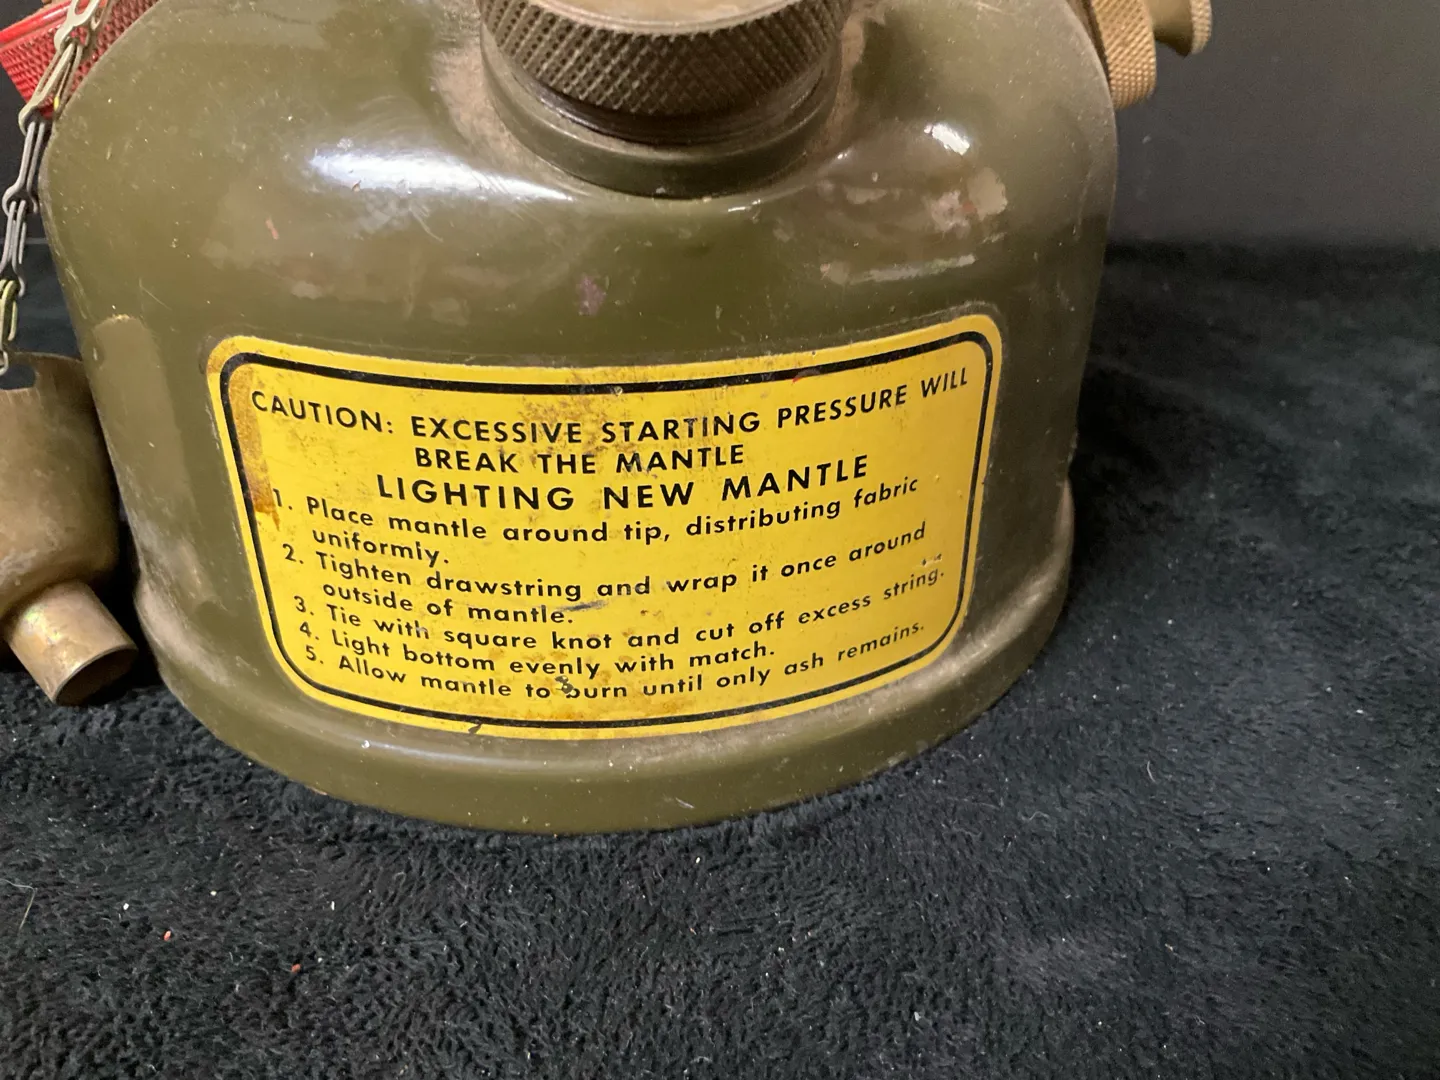 CAUTION: EXCESSIVE STARTING PRESSURE WILL
BREAK THE MANTLE
LIGHTING NEW MANTLE
1. Place mantle around tip, distributing fabric
uniformly.
2. Tighten drawstring and wrap it once around
outside of mantle.
3. Tie with square knot and cut off excess string.
4. Light bottom evenly with match.
5. Allow mantle to burn until only ash remains.